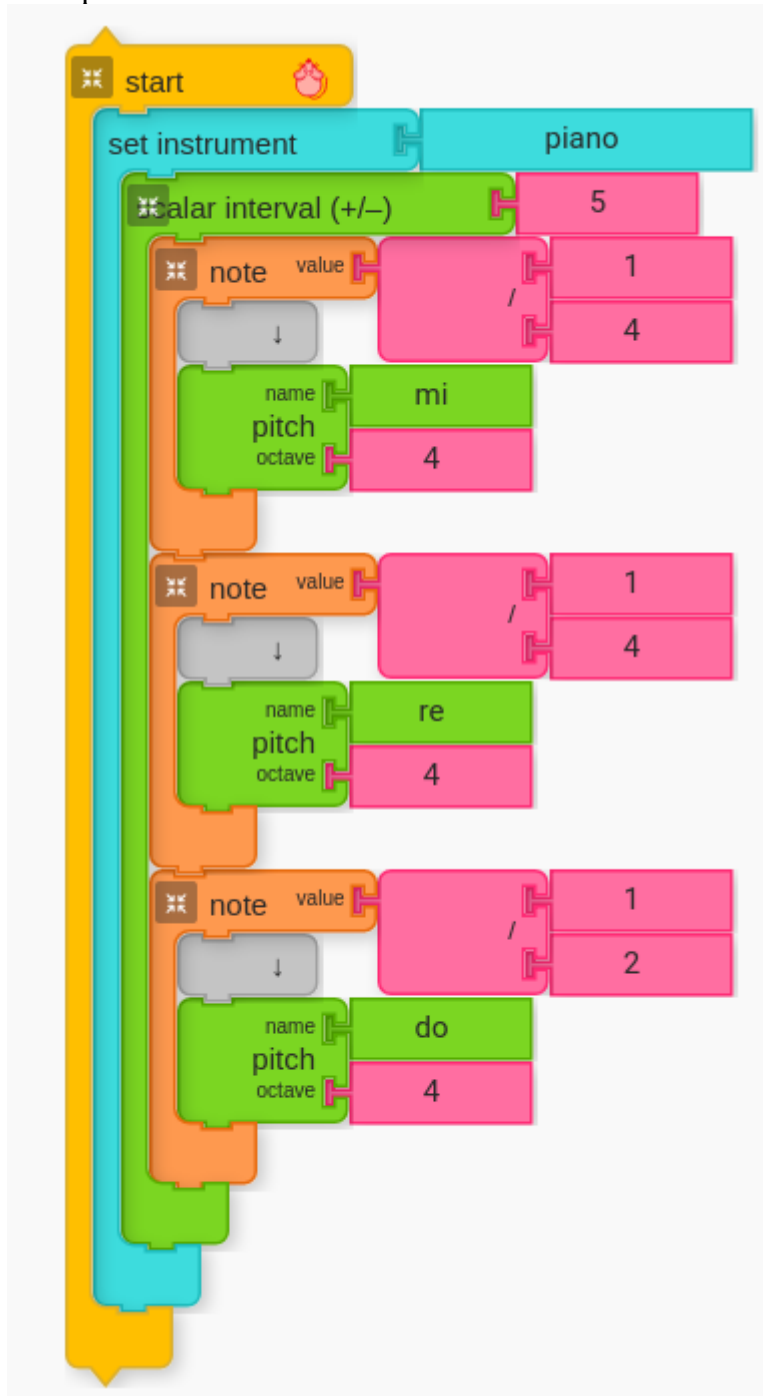 start
set instrument piano
scalar interval (+/–) 5
note value 1
/
↓ 4
name mi
pitch
octave 4
note value 1
/
↓ 4
name re
pitch
octave 4
note value 1
/
↓ 2
name do
pitch
octave 4